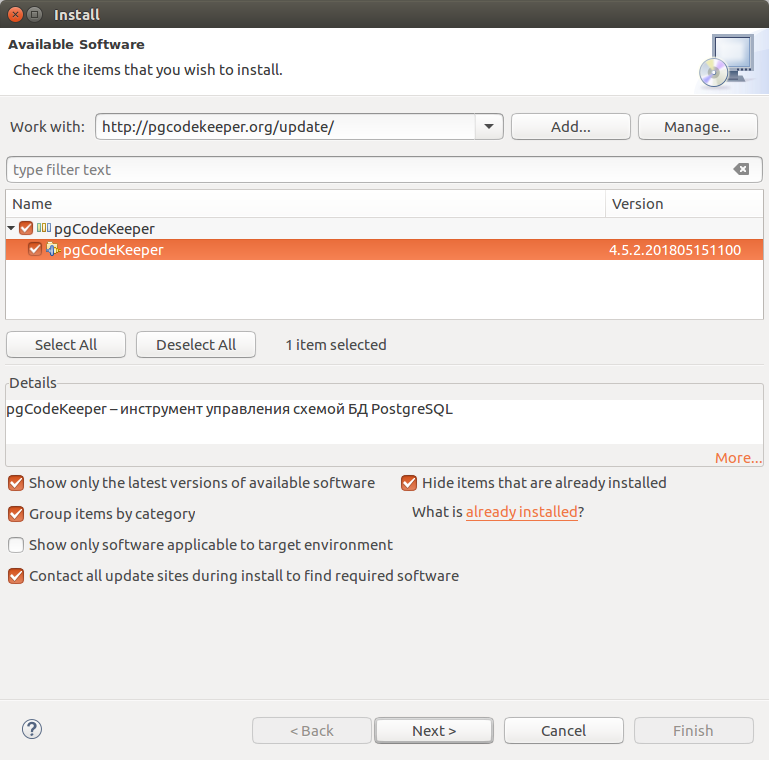 Install
Available Software
Check the items that you wish to install.
Work with: http://pgcodekeeper.org/update/ Add... Manage...
type filter text
Name Version
pgCodeKeeper
pgCodeKeeper 4.5.2.201805151100
Select All Deselect All 1 item selected
Details
pgCodeKeeper – инструмент управления схемой БД PostgreSQL
More...
Show only the latest versions of available software Hide items that are already installed
Group items by category What is already installed?
Show only software applicable to target environment
Contact all update sites during install to find required software
? < Back Next > Cancel Finish